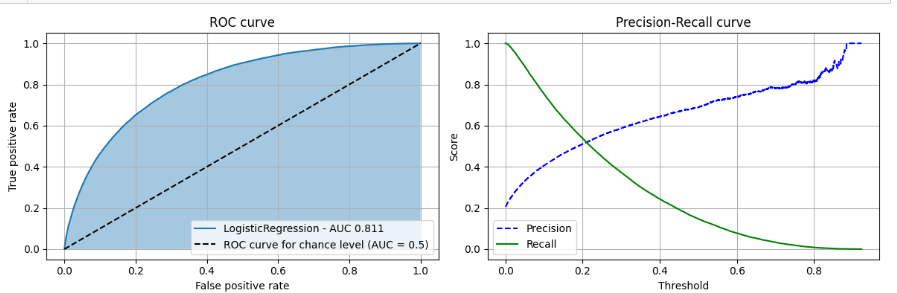 ROC curve
1.0
0.8
0.6
0.4
0.2
0.0
True positive rate
LogisticRegression - AUC 0.811
ROC curve for chance level (AUC = 0.5)
0.0 0.2 0.4 0.6 0.8 1.0
False positive rate
Precision-Recall curve
1.0
0.8
0.6
0.4
0.2
0.0
Score
Precision
Recall
0.0 0.2 0.4 0.6 0.8
Threshold